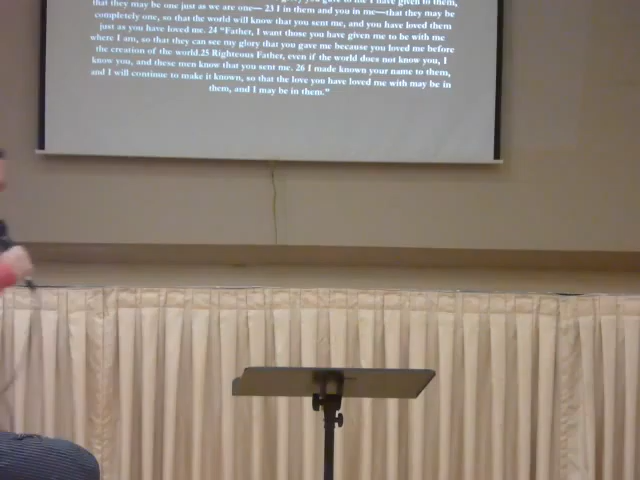 glory you gave to me I have given to them,
that they may be one just as we are one— 23 I in them and you in me—that they may be
completely one, so that the world will know that you sent me, and you have loved them
just as you have loved me. 24 "Father, I want those you have given me to be with me
where I am, so that they can see my glory that you gave me because you loved me before
the creation of the world.25 Righteous Father, even if the world does not know you, I
know you, and these men know that you sent me. 26 I made known your name to them,
and I will continue to make it known, so that the love you have loved me with may be in
them, and I may be in them."